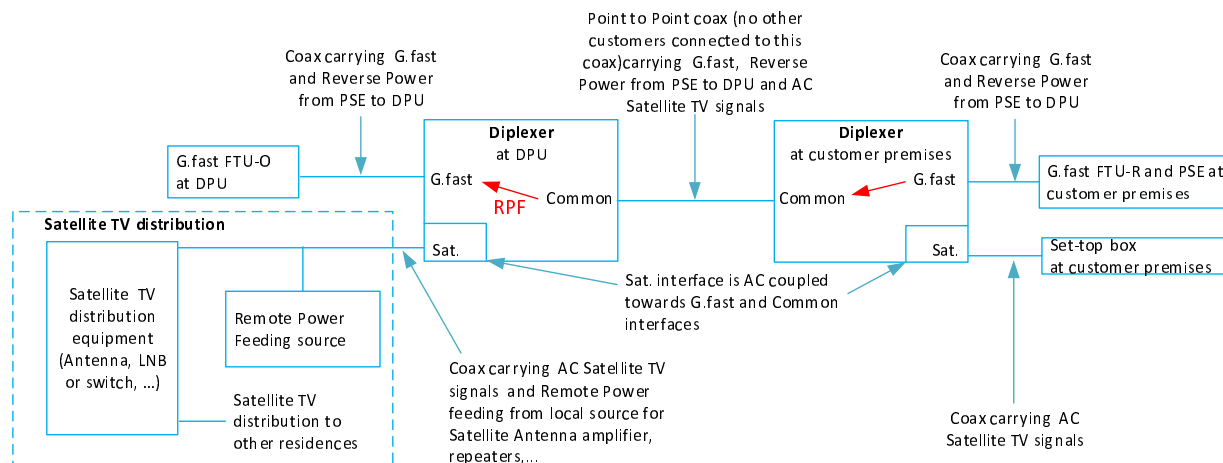 Coax carrying G.fast
and Reverse Power
from PSE to DPU
Point to Point coax (no other
customers connected to this
coax)carrying G.fast, Reverse
Power from PSE to DPU and AC
Satellite TV signals
Coax carrying G.fast
and Reverse Power
from PSE to DPU
G.fast FTU-O
at DPU
Diplexer
at DPU
G.fast
Common
RPF
Sat.
Diplexer
at customer premises
Common
G.fast
Sat.
G.fast FTU-R and PSE at
customer premises
Set-top box
at customer premises
Satellite TV distribution
Satellite TV
distribution
equipment
(Antenna, LNB
or switch, ...)
Remote Power
Feeding source
Satellite TV
distribution to
other residences
Sat. interface is AC coupled
towards G.fast and Common
interfaces
Coax carrying AC Satellite TV
signals and Remote Power
feeding from local source for
Satellite Antenna amplifier,
repeaters,...
Coax carrying AC
Satellite TV signals